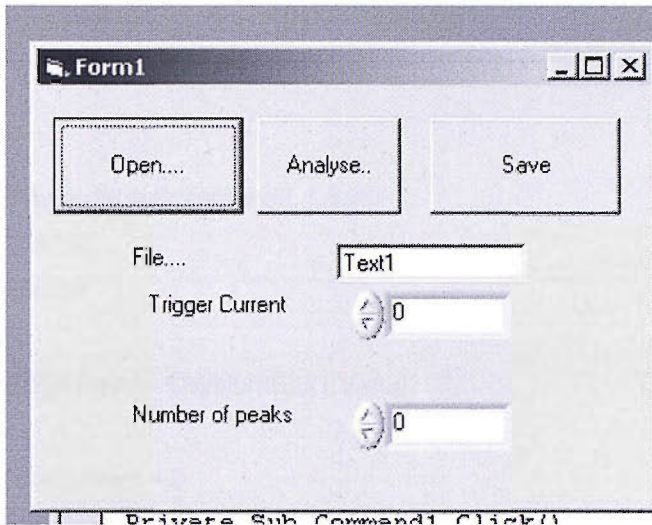 Form1
Open.... Analyse.. Save
File.... Text1
Trigger Current 0
Number of peaks 0
Private Sub Command1_Click()